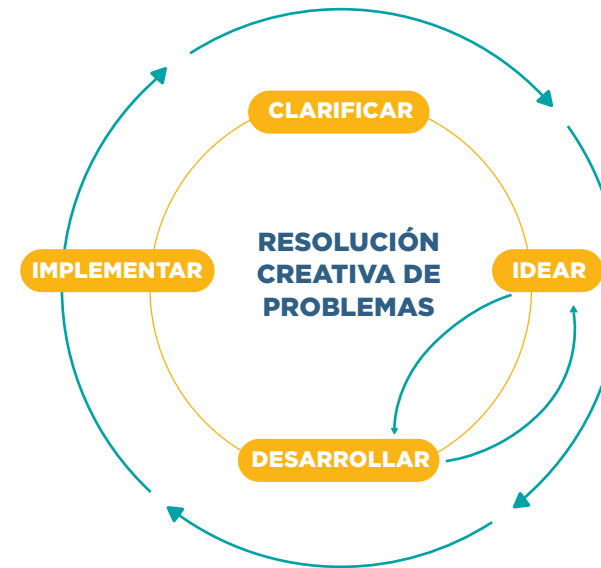 CLARIFICAR
RESOLUCIÓN
CREATIVA DE
PROBLEMAS
IMPLEMENTAR
IDEAR
DESARROLLAR